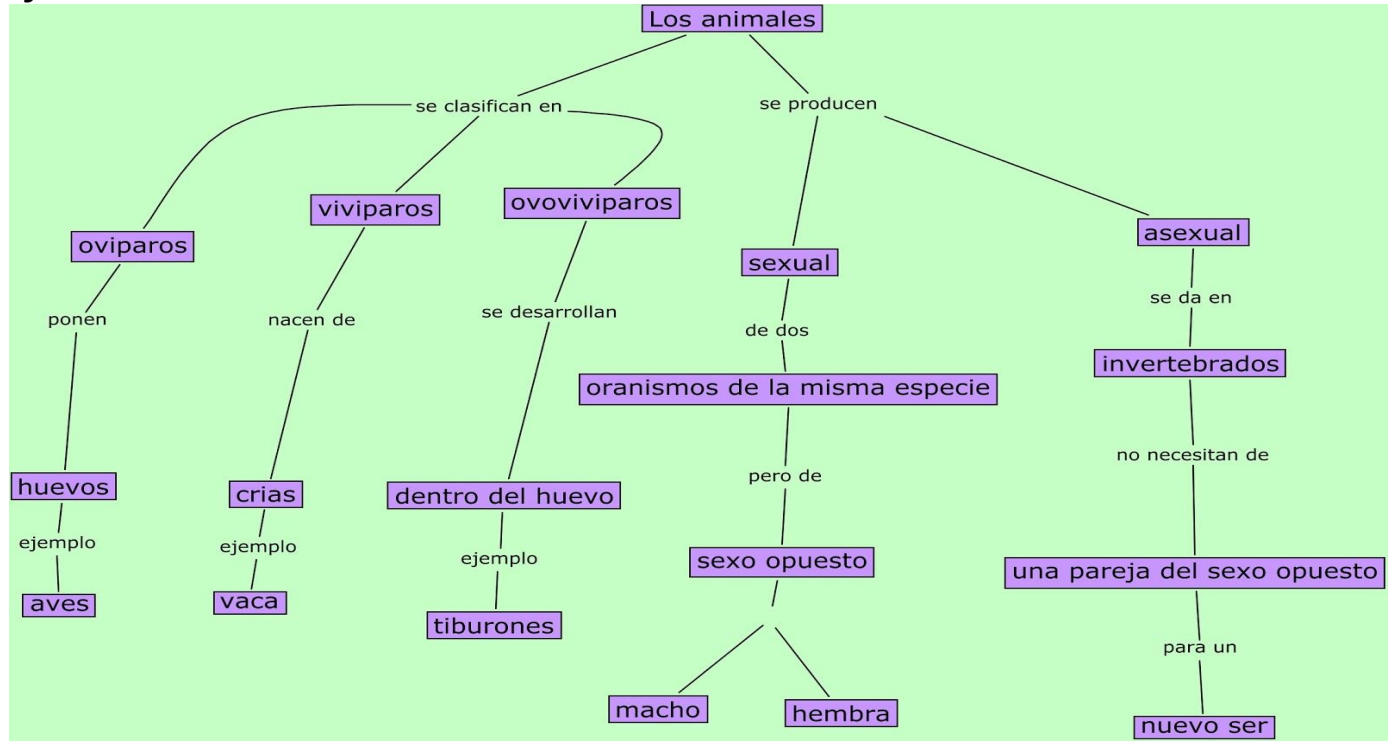 Los animales
se clasifican en
se producen
oviparos
viviparos
ovoviviparos
sexual
asexual
ponen
nacen de
se desarrollan
de dos
se da en
oranismos de la misma especie
invertebrados
pero de
no necesitan de
huevos
crias
dentro del huevo
ejemplo
ejemplo
ejemplo
sexo opuesto
una pareja del sexo opuesto
aves
vaca
tiburones
para un
macho
hembra
nuevo ser